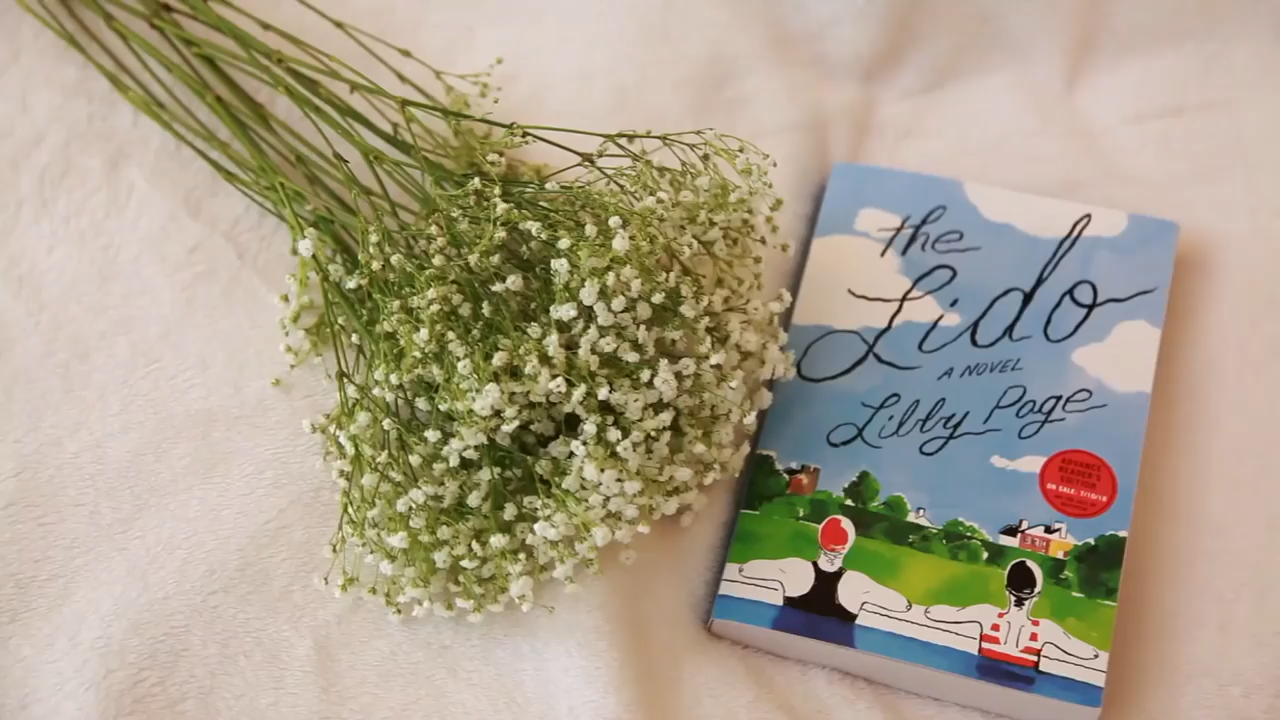 the
Lido
A NOVEL
Libby Page
ADVANCE
READER'S
EDITION
ON SALE: 7/10/18